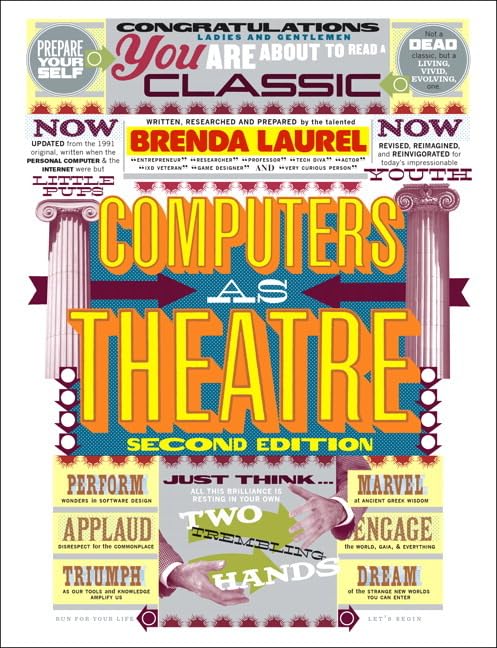 CONGRATULATIONS
LADIES AND GENTLEMEN
You ARE ABOUT TO READ A
CLASSIC
PREPARE
YOUR
SELF
Not a
DEAD
classic, but a
LIVING,
VIVID,
EVOLVING,
one.
NOW
UPDATED from the 1991
original, written when the
PERSONAL COMPUTER & the
INTERNET were but
LITTLE
PUPS
WRITTEN, RESEARCHED AND PREPARED by the talented
BRENDA LAUREL
"ENTREPRENEUR" "RESEARCHER" "PROFESSOR" "TECH DIVA" "ACTOR"
"IXD VETERAN" "GAME DESIGNER" AND "VERY CURIOUS PERSON"
NOW
REVISED, REIMAGINED,
and REINVIGORATED for
today's impressionable
YOUTH
COMPUTERS
AS
THEATRE
SECOND EDITION
PERFORM
WONDERS IN SOFTWARE DESIGN
APPLAUD
DISRESPECT for the COMMONPLACE
TRIUMPH
AS OUR TOOLS and KNOWLEDGE
AMPLIFY US
JUST THINK...
ALL THIS BRILLIANCE IS
RESTING IN YOUR OWN
TWO
TREMBLING
HANDS
MARVEL
at ANCIENT GREEK WISDOM
ENGAGE
the WORLD, GAIA, & EVERYTHING
DREAM
of the STRANGE NEW WORLDS
YOU CAN ENTER
RUN FOR YOUR LIFE
LET'S BEGIN